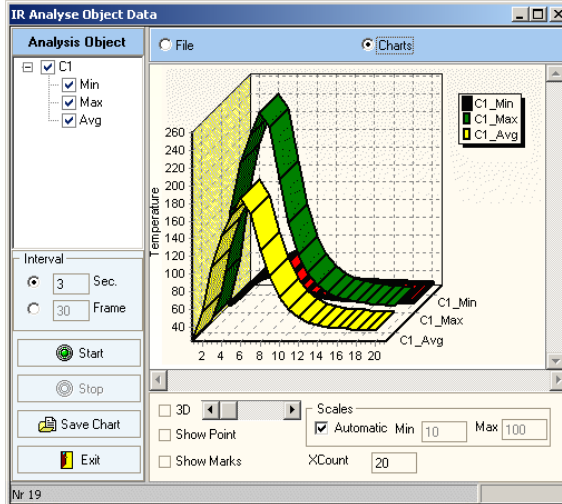 IR Analyse Object Data
Analysis Object
File
Charts
C1
Min
Max
Avg
C1_Min
C1_Max
C1_Avg
Temperature
260
240
220
200
180
160
140
120
100
80
60
40
2 4 6 8 10 12 14 16 18 20
C1_Min
C1_Max
C1_Avg
Interval
3 Sec.
30 Frame
Start
Stop
Save Chart
Exit
3D
Show Point
Show Marks
Scales
Automatic Min 10 Max 100
XCount 20
Nr 19